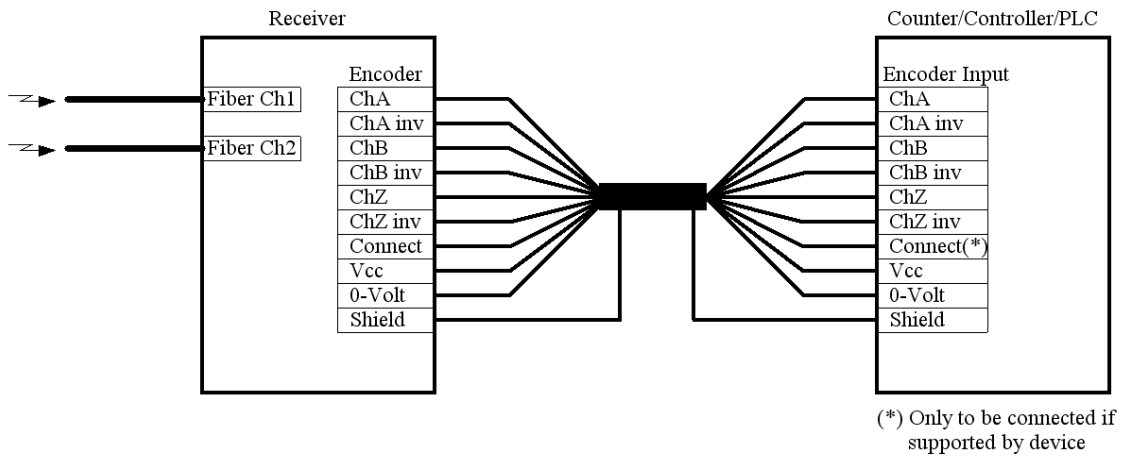 Receiver
Counter/Controller/PLC
Encoder
Fiber Ch1
Fiber Ch2
ChA
ChA inv
ChB
ChB inv
ChZ
ChZ inv
Connect
Vcc
0-Volt
Shield
Encoder Input
ChA
ChA inv
ChB
ChB inv
ChZ
ChZ inv
Connect(*)
Vcc
0-Volt
Shield
(*) Only to be connected if
supported by device